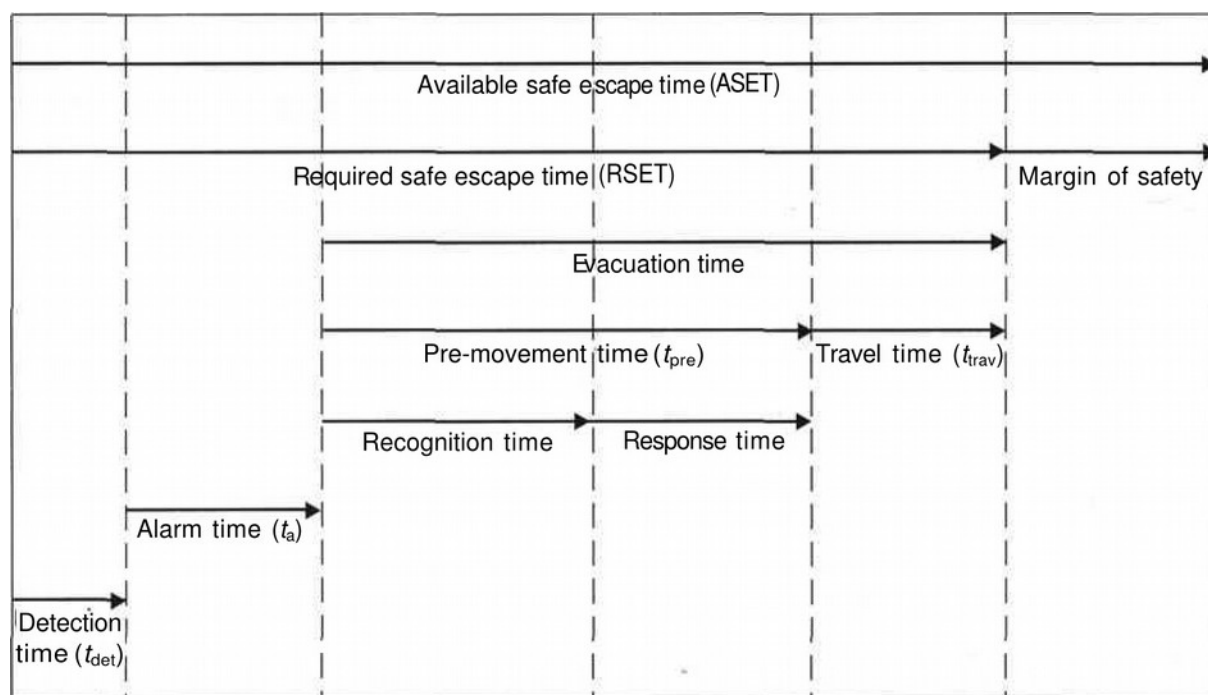 Available safe escape time (ASET)
Required safe escape time (RSET)
Margin of safety
Evacuation time
Pre-movement time (tpre)
Travel time (ttrav)
Recognition time
Response time
Alarm time (ta)
Detection
time (tdet)